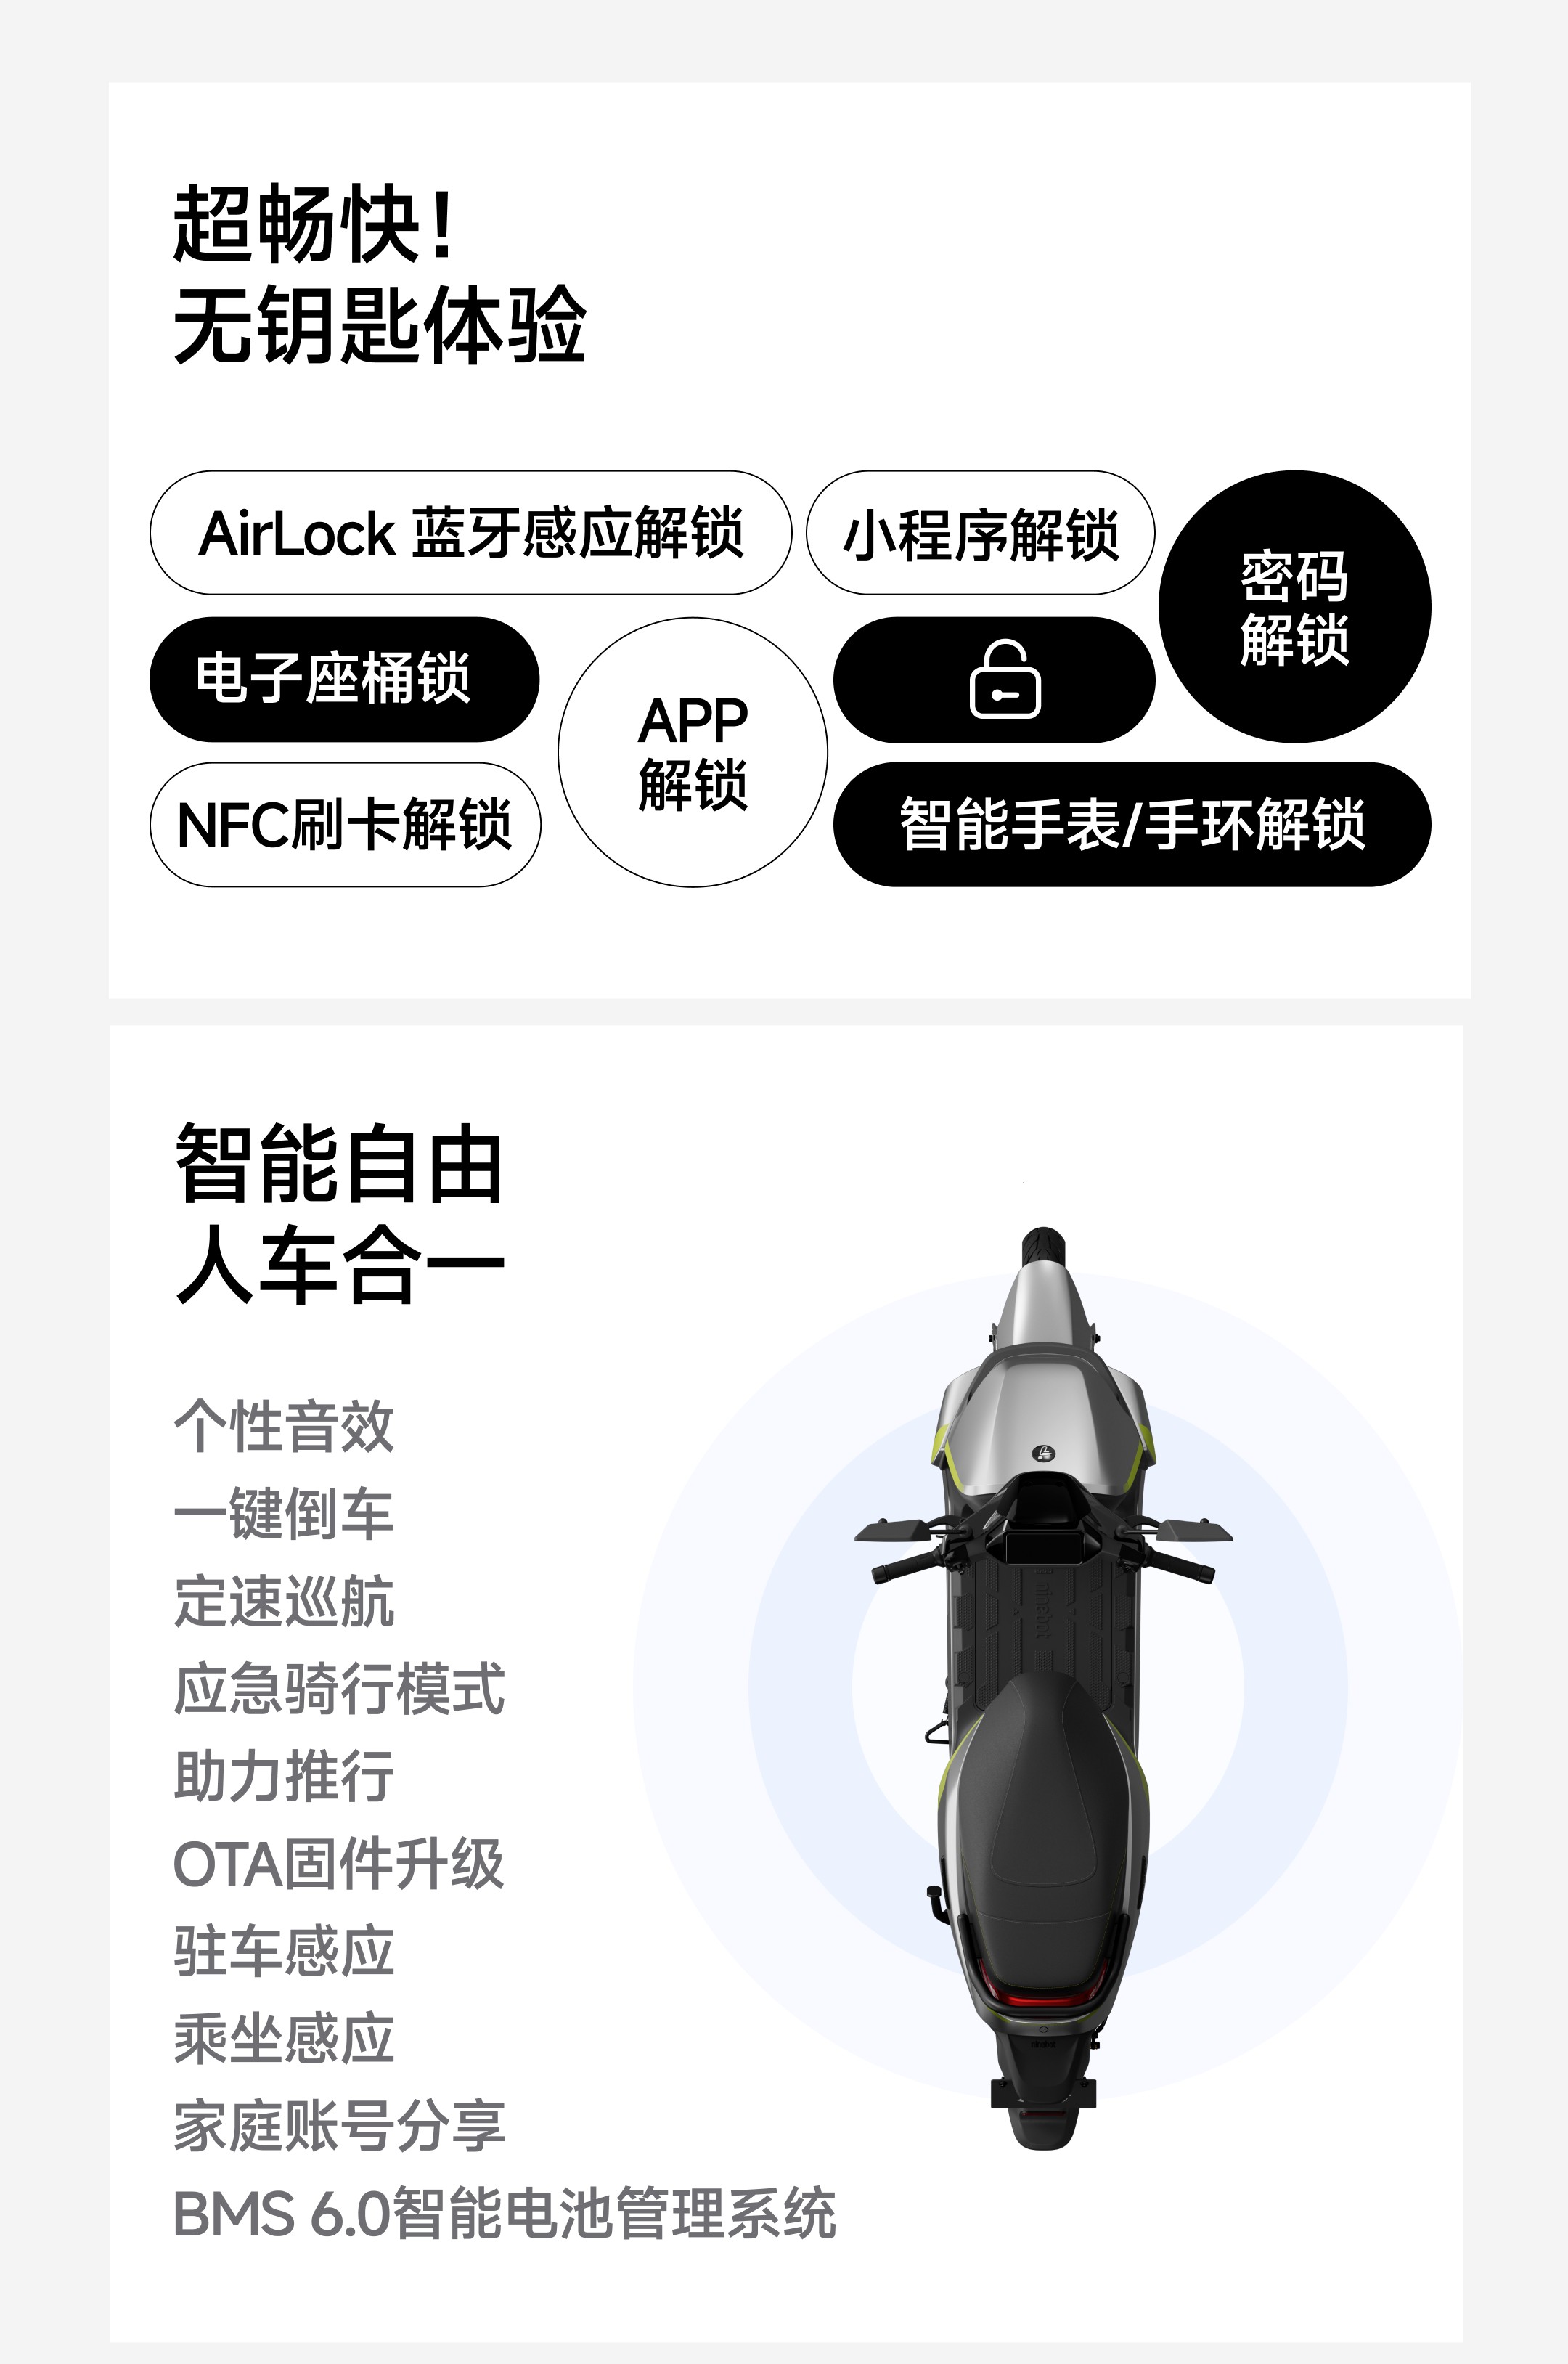 超畅快！
无钥匙体验
AirLock 蓝牙感应解锁
小程序解锁
密码
解锁
电子座桶锁
APP
解锁
NFC刷卡解锁
智能手表/手环解锁
智能自由
人车合一
个性音效
一键倒车
定速巡航
应急骑行模式
助力推行
OTA固件升级
驻车感应
乘坐感应
家庭账号分享
BMS 6.0智能电池管理系统
ninebot